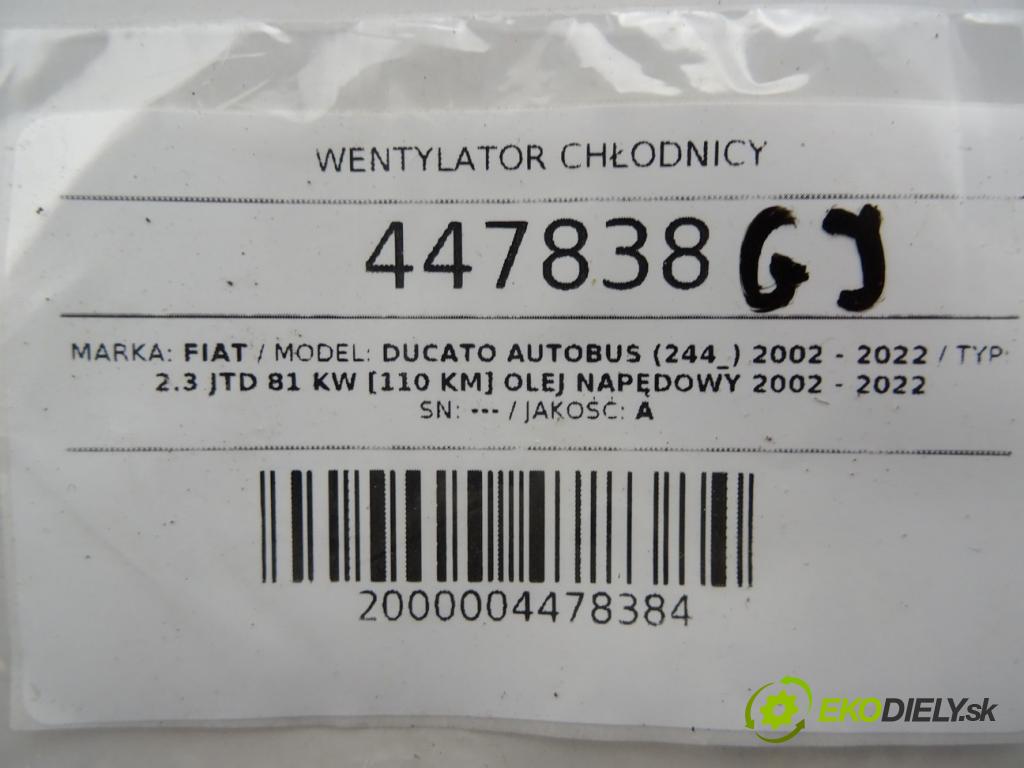 WENTYLATOR CHŁODNICY
447838 GJ
MARKA: FIAT / MODEL: DUCATO AUTOBUS (244_) 2002 - 2022 / TYP:
2.3 JTD 81 KW [110 KM] OLEJ NAPĘDOWY 2002 - 2022
SN: --- / JAKOŚĆ: A
2000004478384
EKODIELY.sk